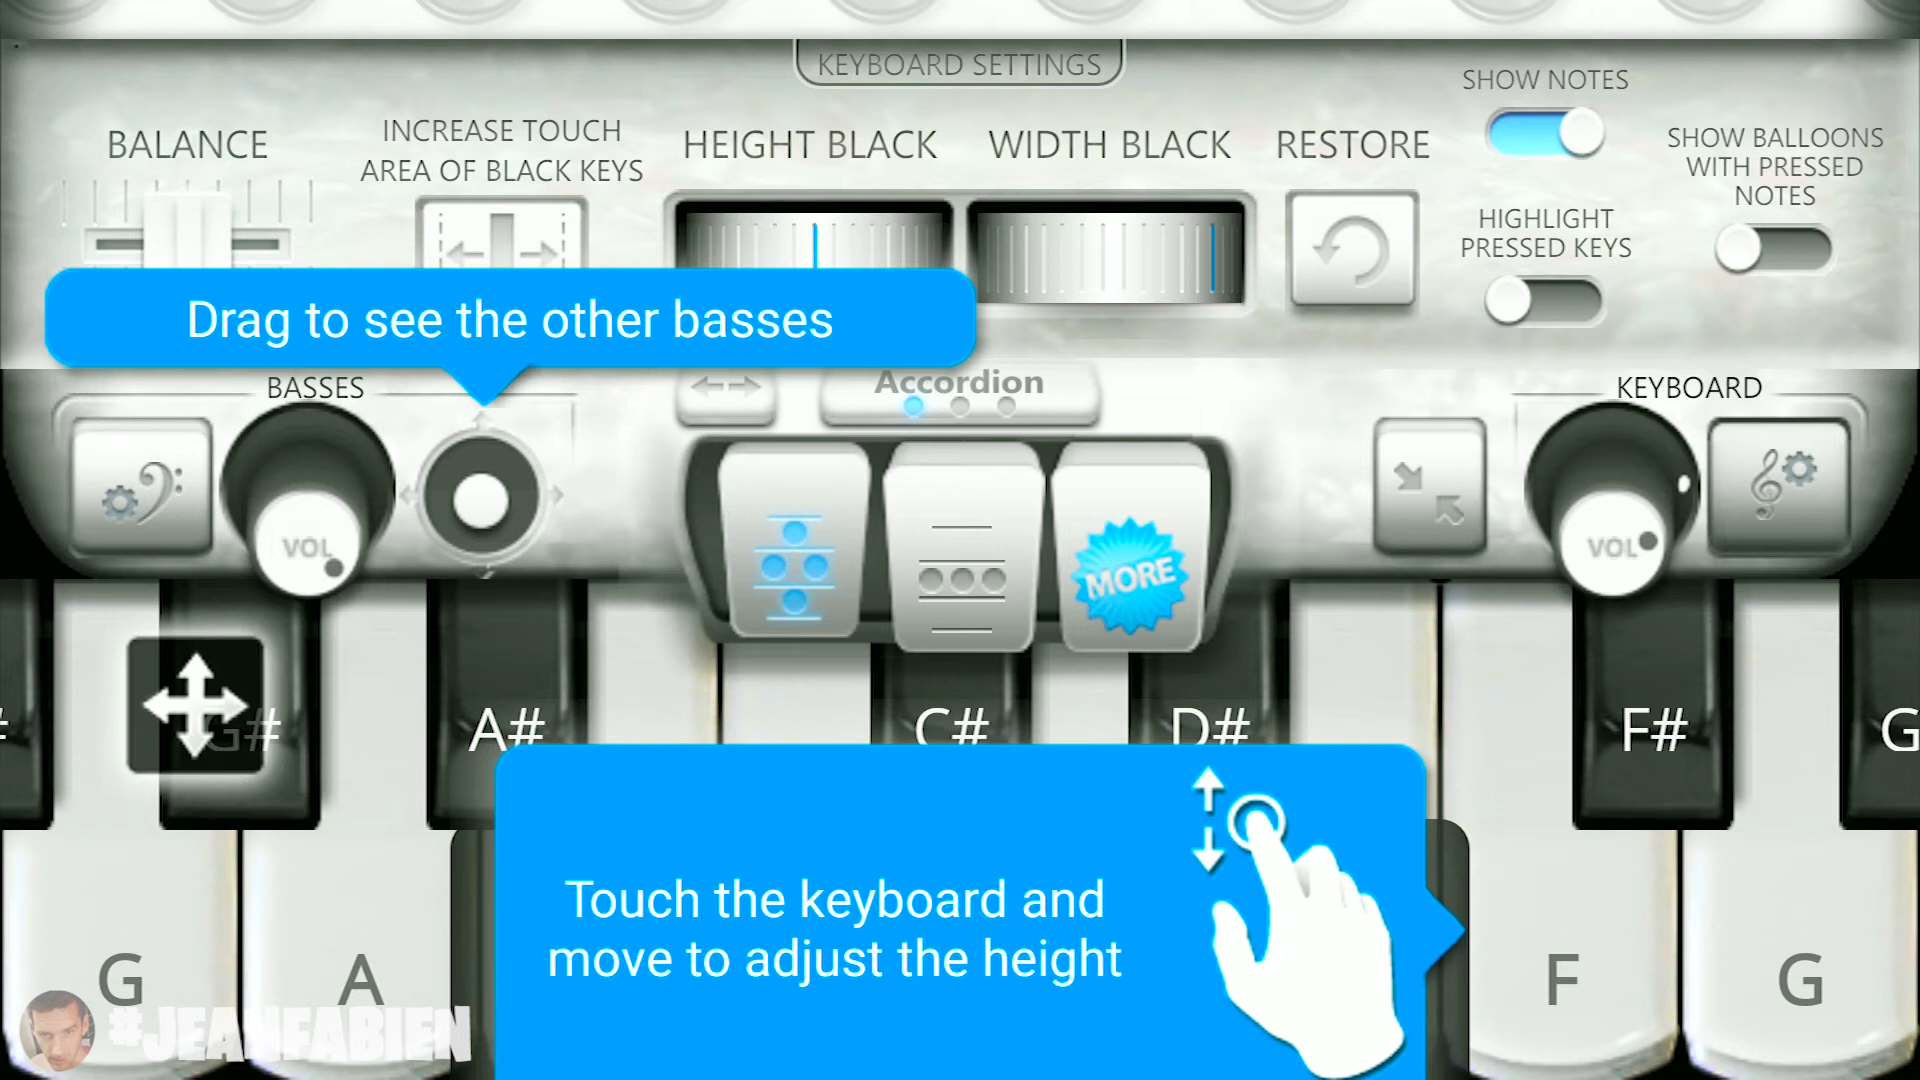 KEYBOARD SETTINGS
BALANCE
INCREASE TOUCH
AREA OF BLACK KEYS
HEIGHT BLACK
WIDTH BLACK
RESTORE
SHOW NOTES
HIGHLIGHT
PRESSED KEYS
SHOW BALLOONS
WITH PRESSED
NOTES
Drag to see the other basses
BASSES
Accordion
KEYBOARD
VOL
MORE
VOL
#
G#
A#
C#
D#
F#
G
Touch the keyboard and
move to adjust the height
G
A
F
G
#JEANFABIEN